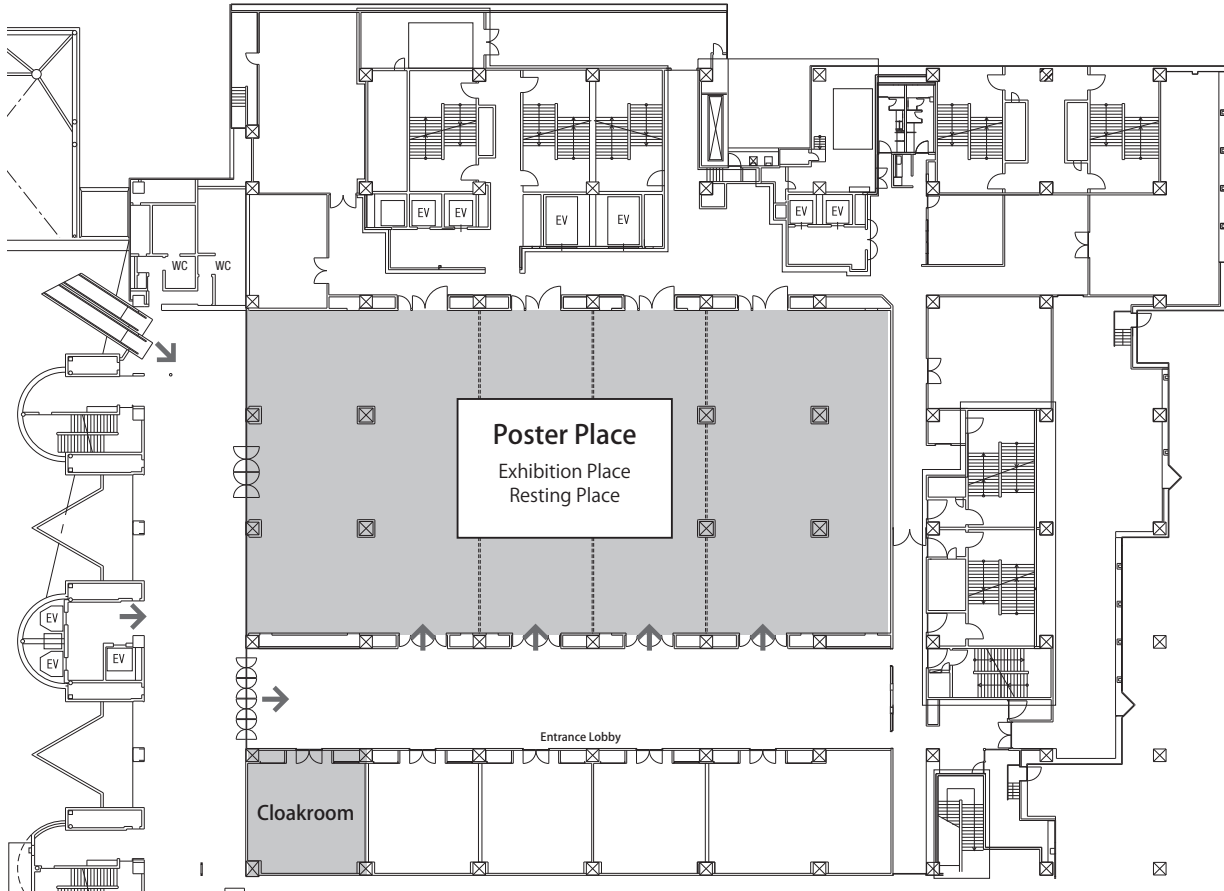 EV
EV
EV
EV
EV
EV
WC
WC
Poster Place
Exhibition Place
Resting Place
EV
EV
EV
Entrance Lobby
Cloakroom